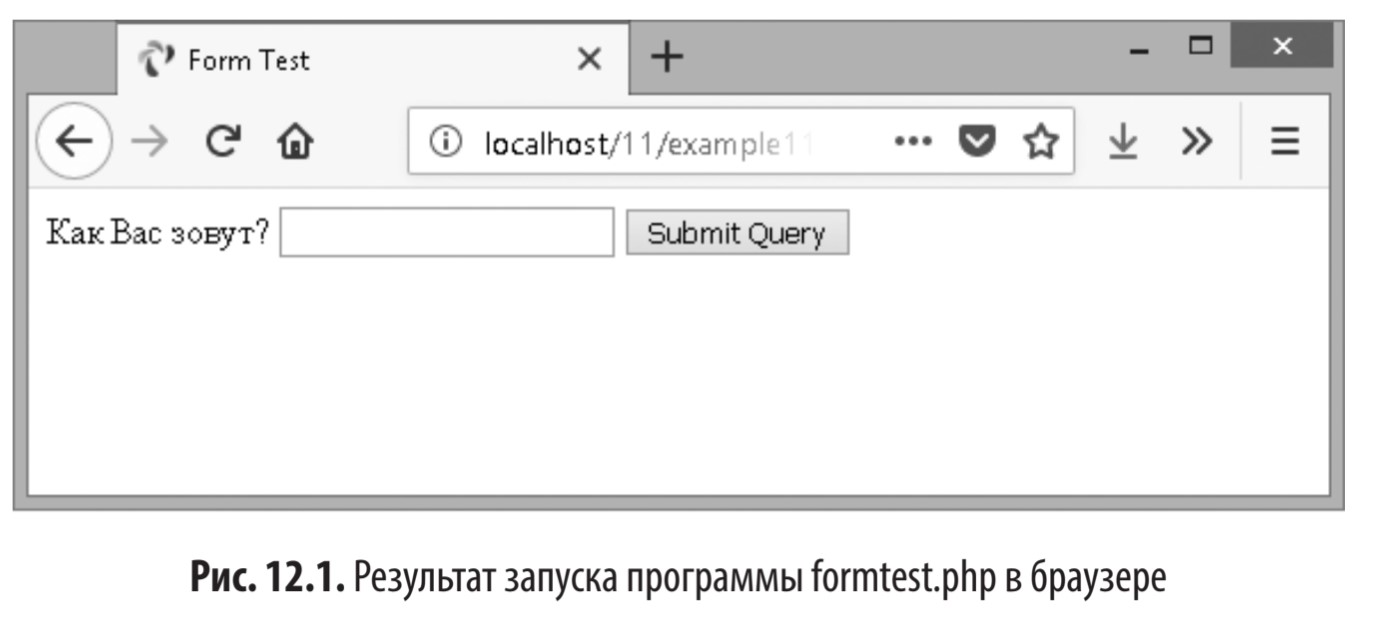 Form Test
localhost/11/example11
Как Вас зовут? Submit Query
Рис. 12.1. Результат запуска программы formtest.php в браузере